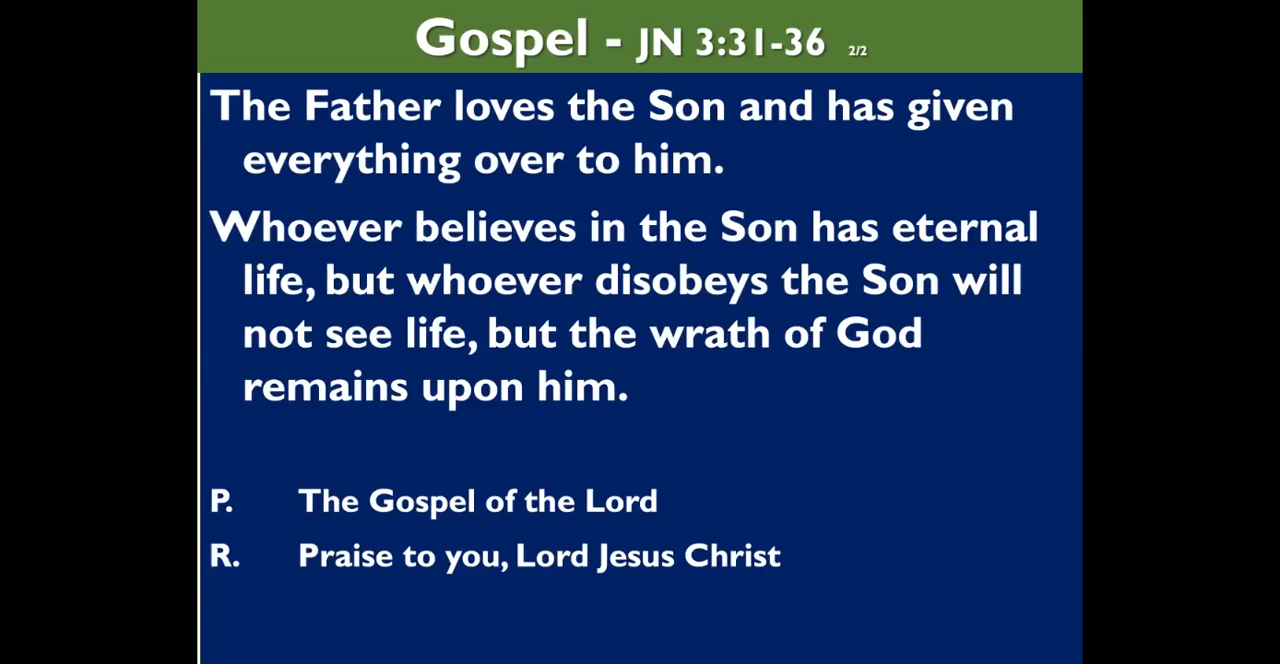 Gospel - JN 3:31-36 2/2
The Father loves the Son and has given
everything over to him.
Whoever believes in the Son has eternal
life, but whoever disobeys the Son will
not see life, but the wrath of God
remains upon him.
P. The Gospel of the Lord
R. Praise to you, Lord Jesus Christ